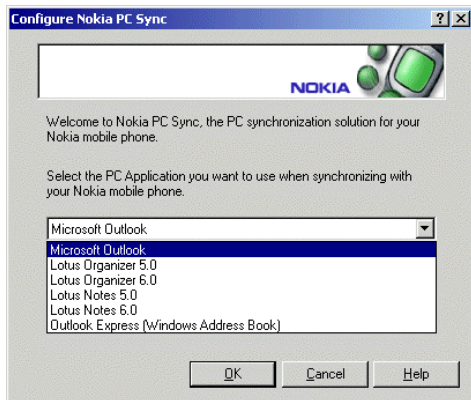 Configure Nokia PC Sync
NOKIA
Welcome to Nokia PC Sync, the PC synchronization solution for your
Nokia mobile phone.
Select the PC Application you want to use when synchronizing with
your Nokia mobile phone.
Microsoft Outlook
Microsoft Outlook
Lotus Organizer 5.0
Lotus Organizer 6.0
Lotus Notes 5.0
Lotus Notes 6.0
Outlook Express (Windows Address Book)
OK Cancel Help